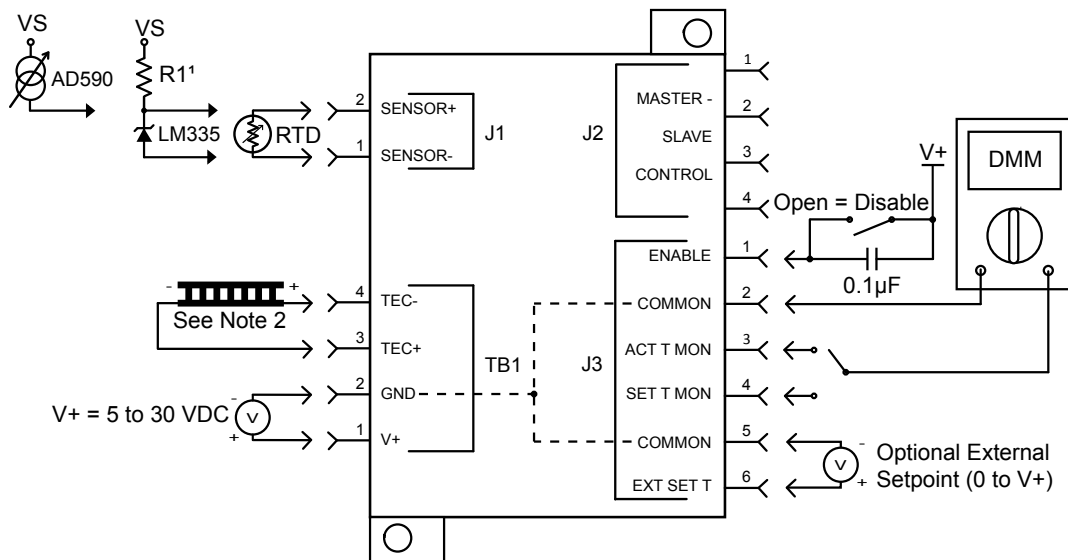 VS
VS
AD590
R1¹
LM335
RTD
2
SENSOR+
1
SENSOR-
J1
J2
1
MASTER -
2
SLAVE
3
CONTROL
4
V+
DMM
Open = Disable
0.1µF
ENABLE
1
COMMON
2
ACT T MON
3
J3
SET T MON
4
COMMON
5
EXT SET T
6
-
+
See Note 2
4
TEC-
3
TEC+
TB1
2
GND
1
V+
V+ = 5 to 30 VDC
-
V
+
-
V
+
Optional External
Setpoint (0 to V+)